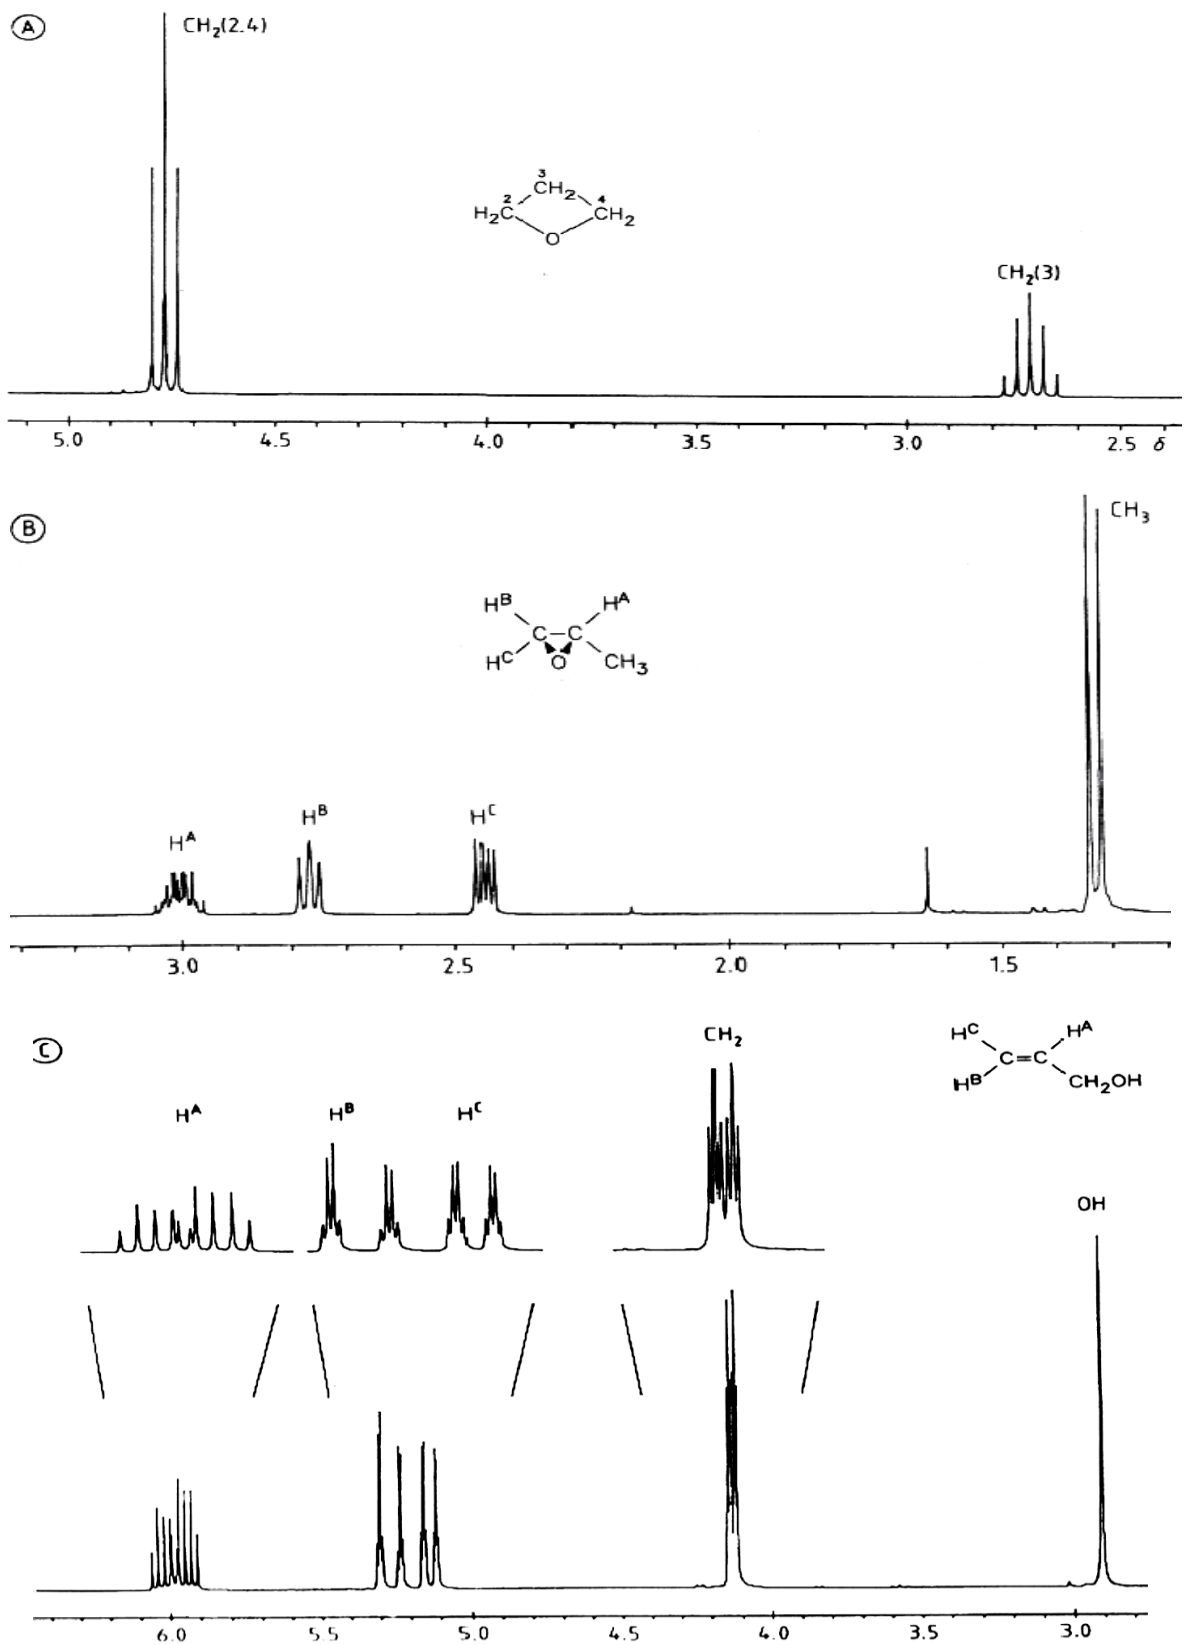 A
CH2(2.4)
3
CH2
2
4
H2C
CH2
O
CH2(3)
5.0 4.5 4.0 3.5 3.0 2.5 δ
B
CH3
HB HA
C C
HC O CH3
HA HB HC
3.0 2.5 2.0 1.5
C
CH2
HC HA
C=C
HB CH2OH
HA HB HC
OH
6.0 5.5 5.0 4.5 4.0 3.5 3.0